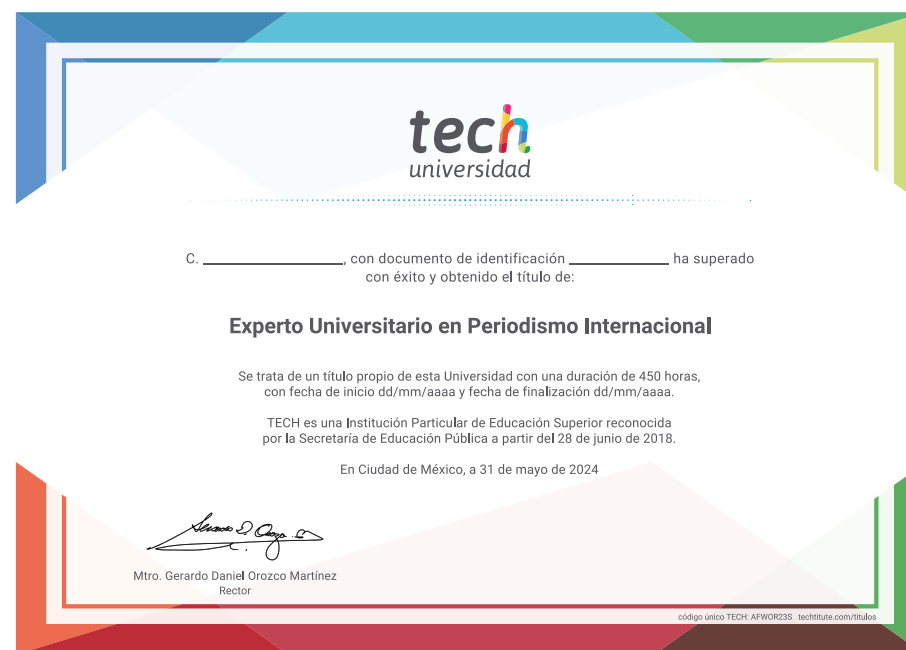 tech
universidad
C. ____________, con documento de identificación ____________ ha superado
con éxito y obtenido el título de:
Experto Universitario en Periodismo Internacional
Se trata de un título propio de esta Universidad con una duración de 450 horas,
con fecha de inicio dd/mm/aaaa y fecha de finalización dd/mm/aaaa.
TECH es una Institución Particular de Educación Superior reconocida
por la Secretaría de Educación Pública a partir del 28 de junio de 2018.
En Ciudad de México, a 31 de mayo de 2024
Mtro. Gerardo Daniel Orozco Martínez
Rector
código único TECH: AFWOR23S techtitute.com/titulos